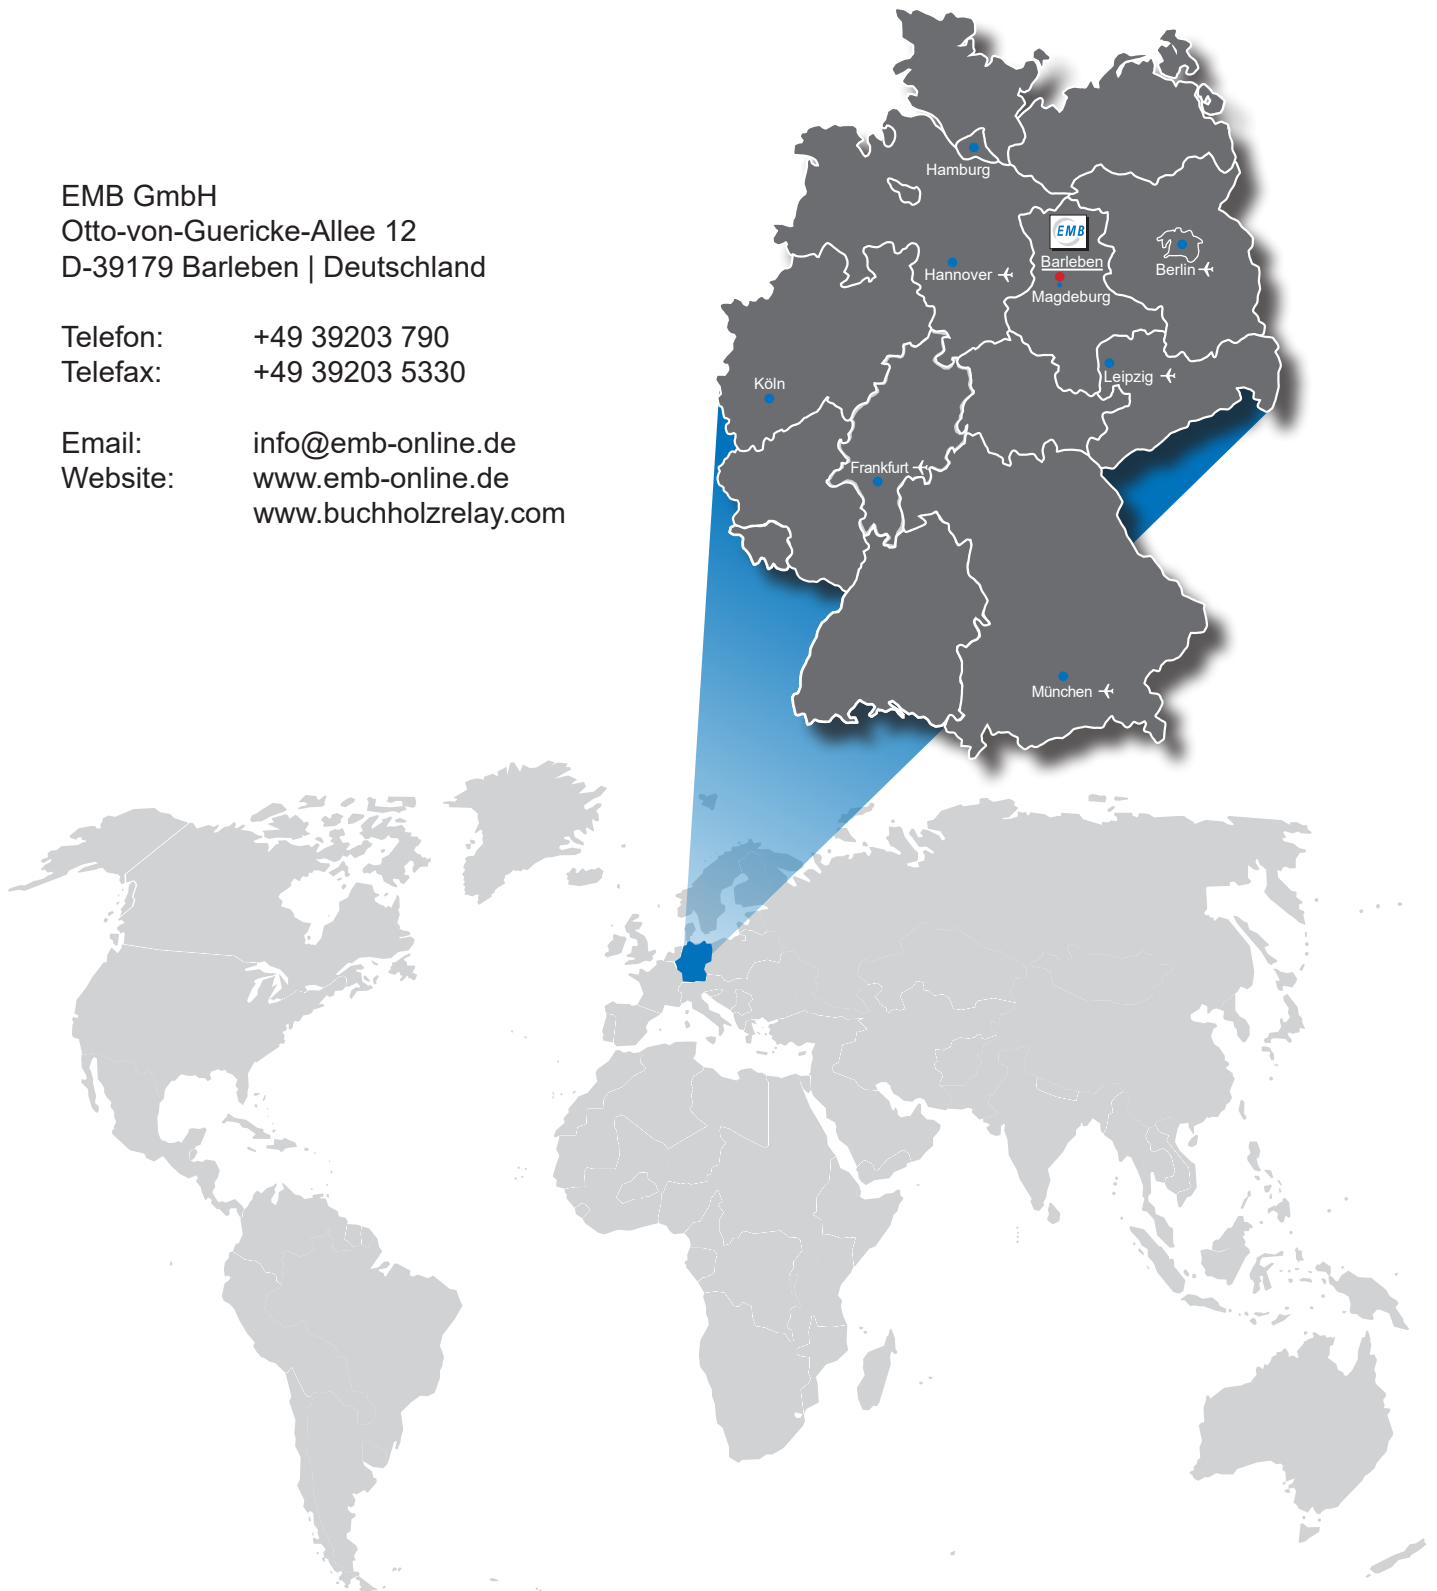 EMB GmbH
Otto-von-Guericke-Allee 12
D-39179 Barleben | Deutschland
Telefon: +49 39203 790
Telefax: +49 39203 5330
Email: info@emb-online.de
Website: www.emb-online.de
www.buchholzrelay.com
Hamburg
EMB
Barleben
Hannover
Berlin
Magdeburg
Köln
Leipzig
Frankfurt
München